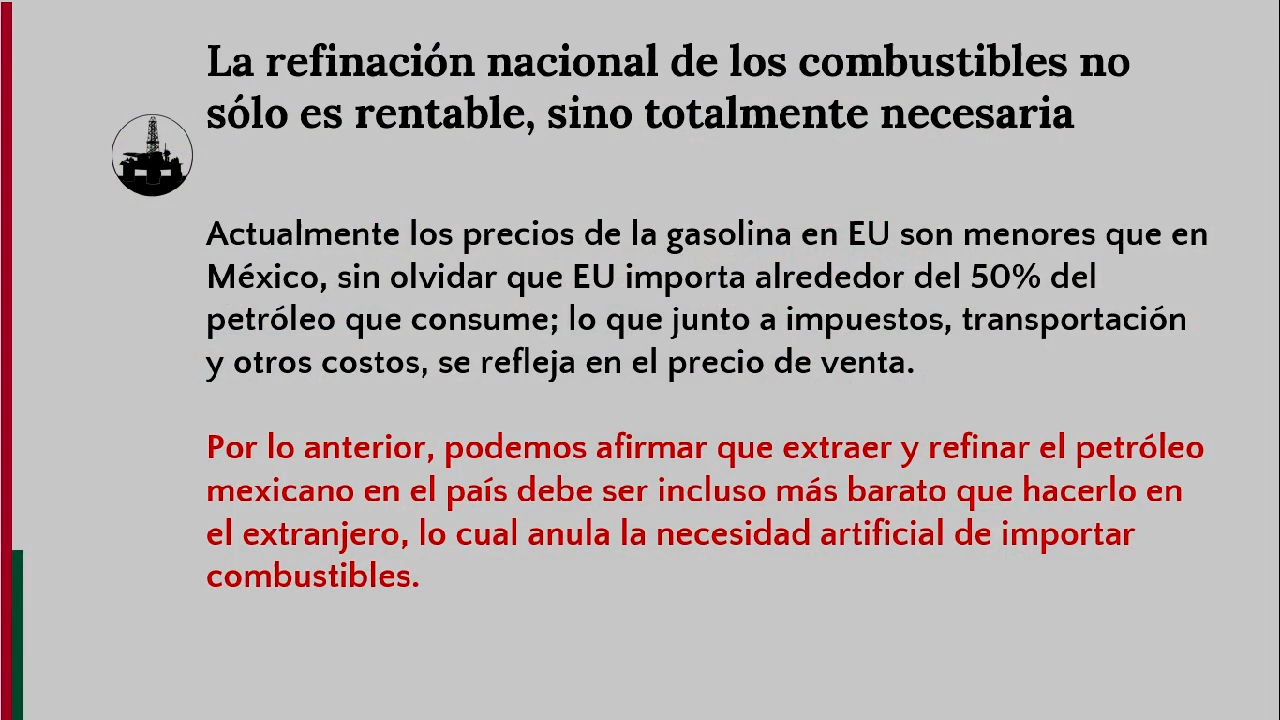 La refinación nacional de los combustibles no
sólo es rentable, sino totalmente necesaria
Actualmente los precios de la gasolina en EU son menores que en
México, sin olvidar que EU importa alrededor del 50% del
petróleo que consume; lo que junto a impuestos, transportación
y otros costos, se refleja en el precio de venta.
Por lo anterior, podemos afirmar que extraer y refinar el petróleo
mexicano en el país debe ser incluso más barato que hacerlo en
el extranjero, lo cual anula la necesidad artificial de importar
combustibles.